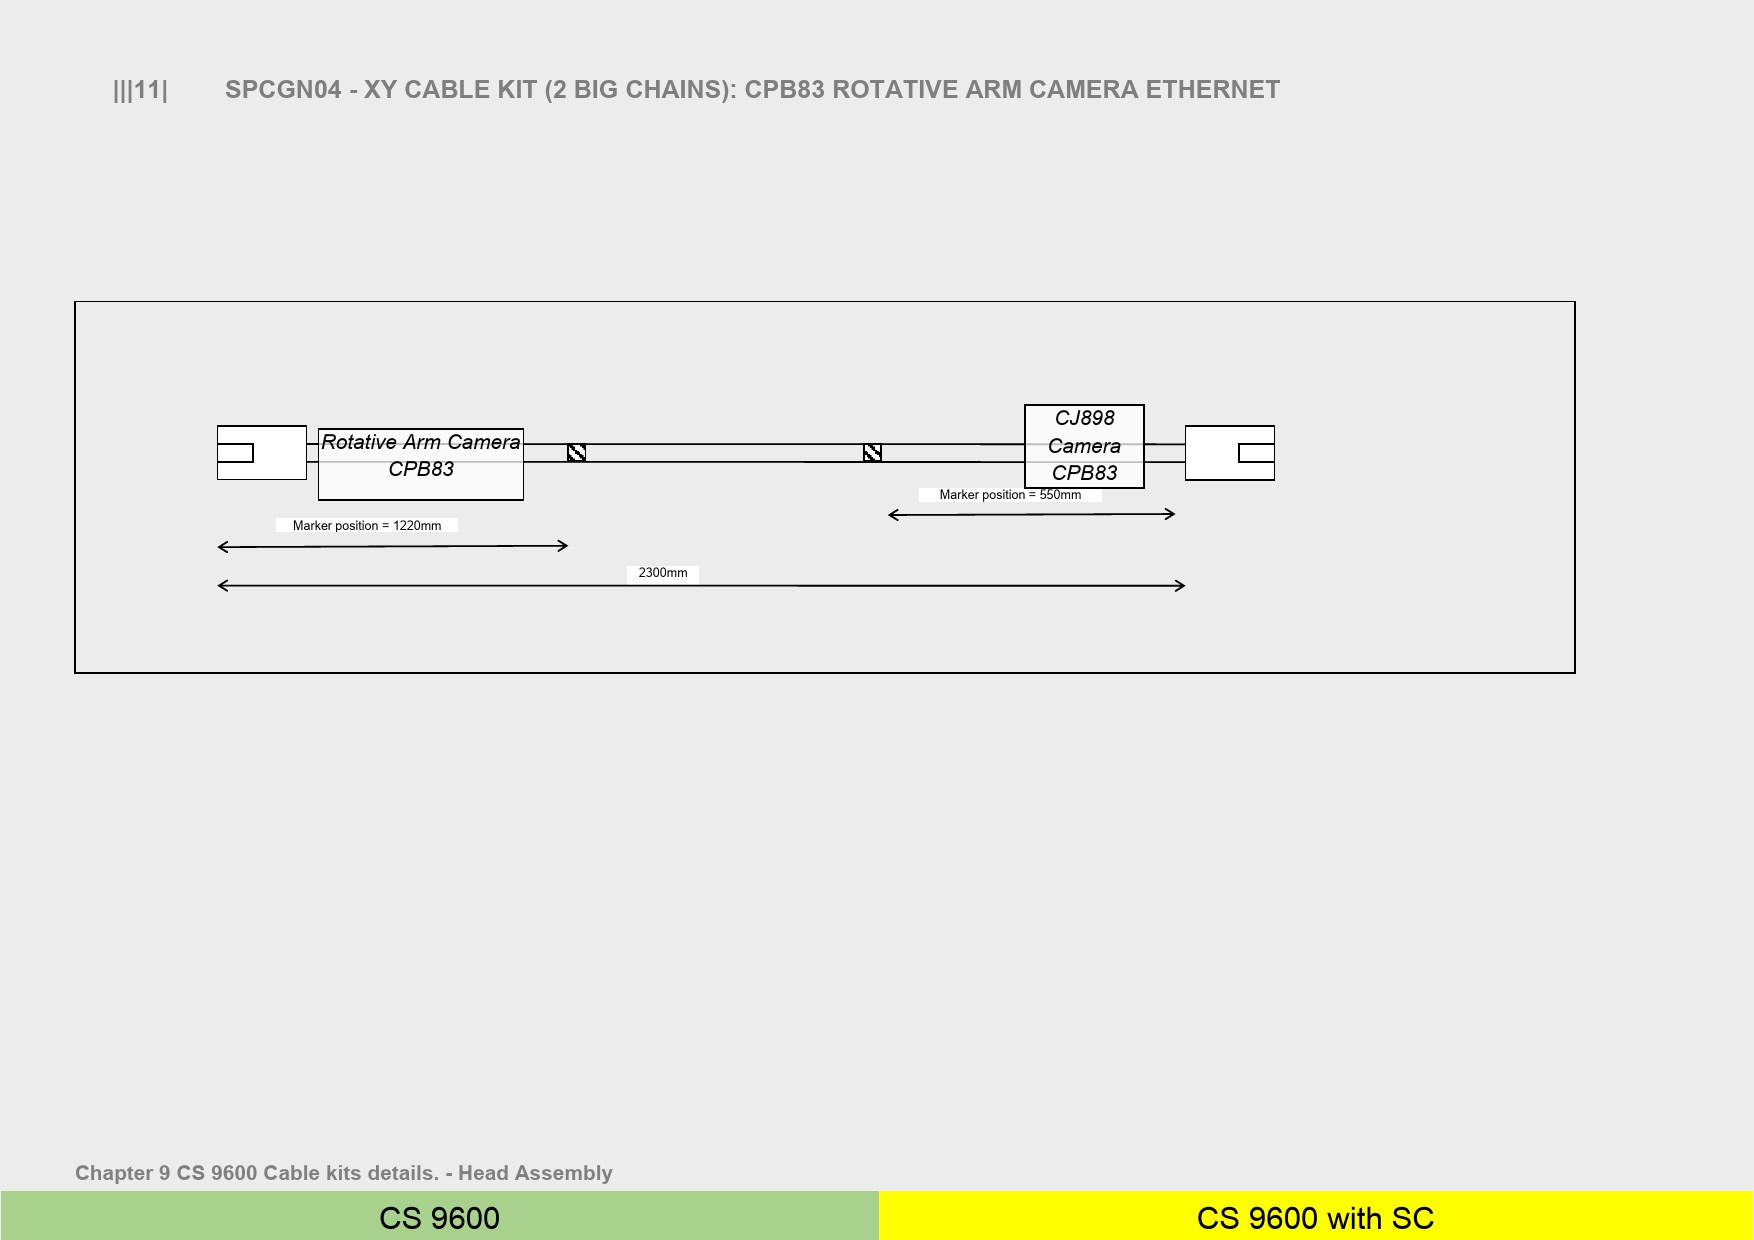 |||11| SPCGN04 - XY CABLE KIT (2 BIG CHAINS): CPB83 ROTATIVE ARM CAMERA ETHERNET
Rotative Arm Camera
CPB83
CJ898
Camera
CPB83
Marker position = 550mm
Marker position = 1220mm
2300mm
Chapter 9 CS 9600 Cable kits details. - Head Assembly
CS 9600
CS 9600 with SC